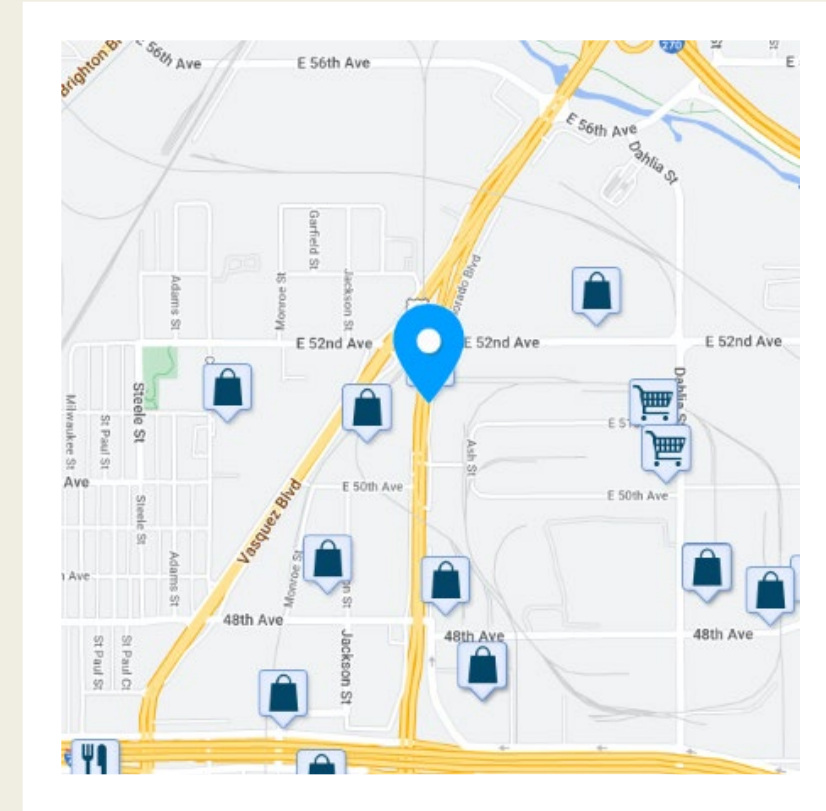 E 56th Ave
E 56th Ave
270
St
E
Brighton
E 56th Ave
Dahlia St
Garfield St
Monroe St
Jackson St
Adams St
orado Blvd
E 52nd Ave
E 52nd Ave
E 52nd Ave
Steele St
Milwaukee St
St Paul St
Dahlia S
E 51
Ave
E 50th Ave
Ash St
E 50th Ave
Vasquez Blvd
Steele St
Adams St
Monroe St
on St
Ave
48th Ave
48th Ave
48th Ave
St Paul St
St Paul Ct
Jackson St